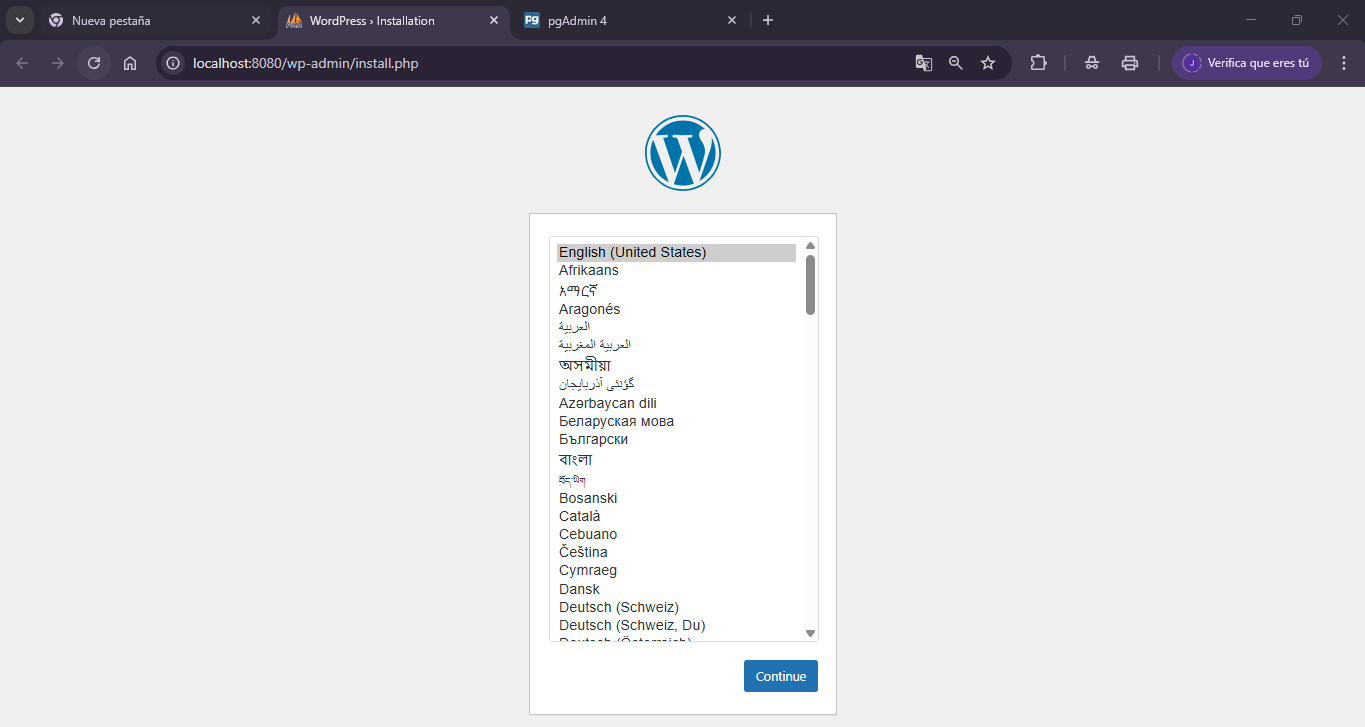 Nueva pestaña
WordPress › Installation
pgAdmin 4
localhost:8080/wp-admin/install.php
J
Verifica que eres tú
English (United States)
Afrikaans
አማርኛ
Aragonés
العربية
العربية المغربية
অসমীয়া
گؤنئی آذربایجان
Azərbaycan dili
Беларуская мова
Български
বাংলা
བོད་ཡིག
Bosanski
Català
Cebuano
Čeština
Cymraeg
Dansk
Deutsch (Schweiz)
Deutsch (Schweiz, Du)
Deutsch (Österreich)
Continue